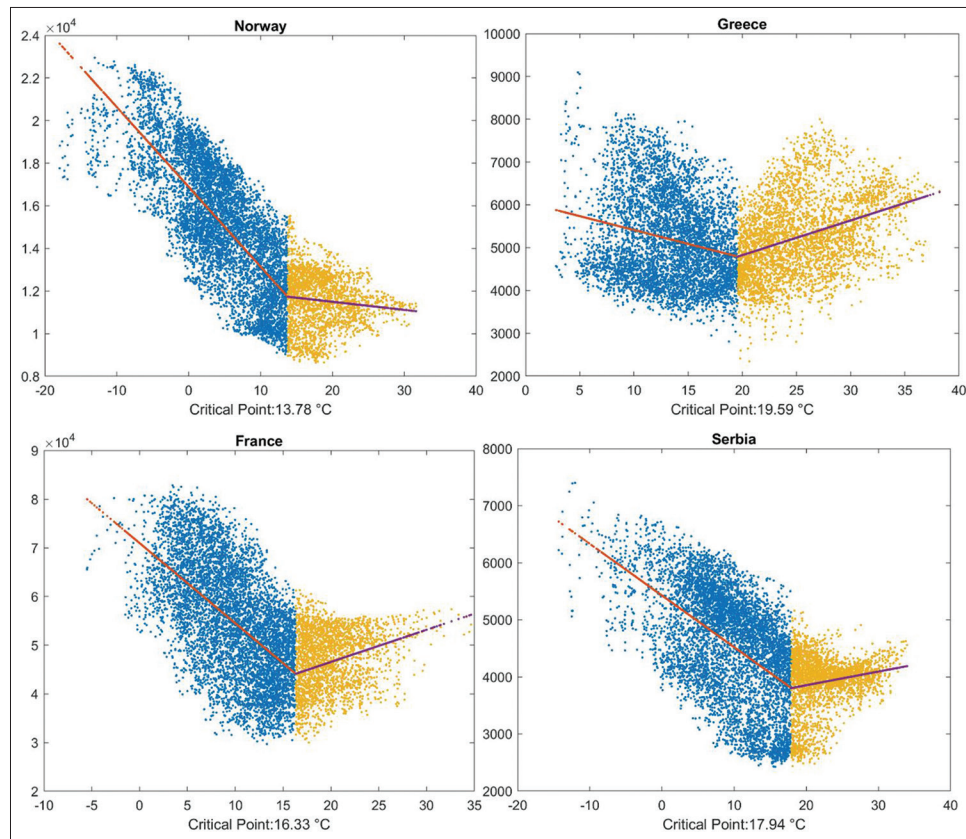 Norway
×10⁴
2.4
2.2
2
1.8
1.6
1.4
1.2
1
0.8
-20 -10 0 10 20 30 40
Critical Point:13.78 °C
Greece
10000
9000
8000
7000
6000
5000
4000
3000
2000
0 5 10 15 20 25 30 35 40
Critical Point:19.59 °C
France
×10⁴
9
8
7
6
5
4
3
2
-10 -5 0 5 10 15 20 25 30 35
Critical Point:16.33 °C
Serbia
8000
7000
6000
5000
4000
3000
2000
-20 -10 0 10 20 30 40
Critical Point:17.94 °C